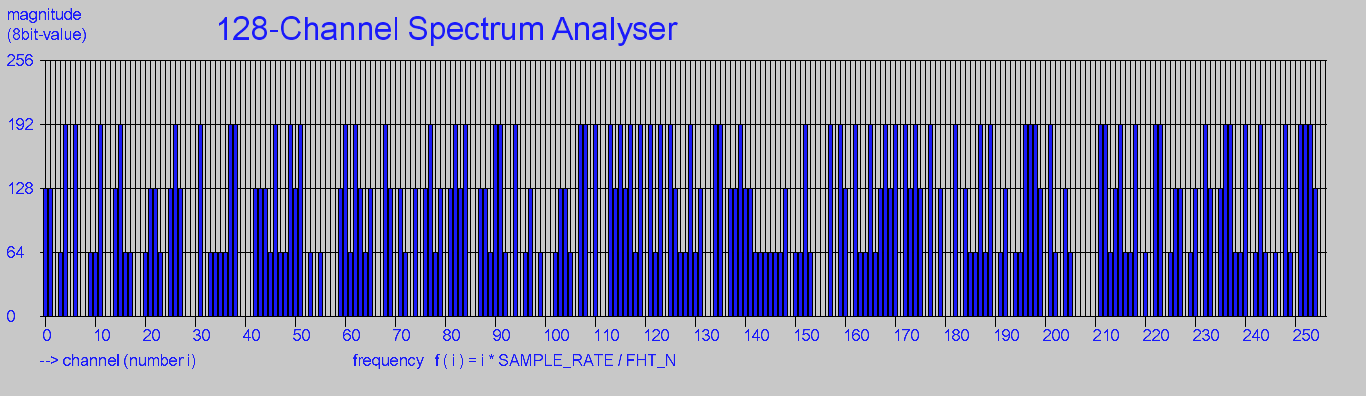 magnitude
(8bit-value)
128-Channel Spectrum Analyser
256
192
128
64
0
0 10 20 30 40 50 60 70 80 90 100 110 120 130 140 150 160 170 180 190 200 210 220 230 240 250
--> channel (number i) frequency f ( i ) = i * SAMPLE_RATE / FHT_N